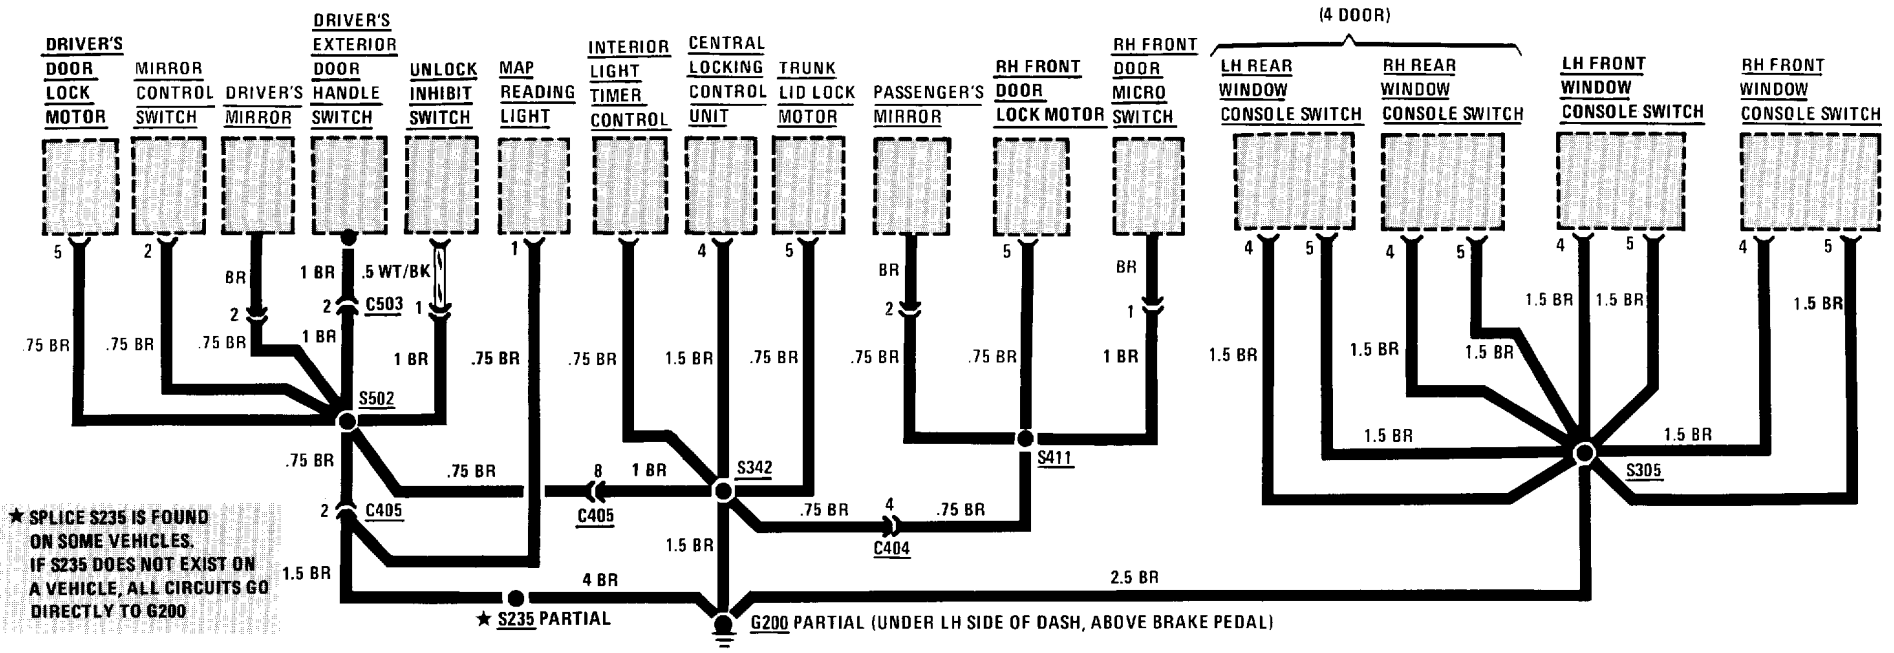 (4 DOOR)
DRIVER'S
DOOR
LOCK
MOTOR
MIRROR
CONTROL
SWITCH
DRIVER'S
MIRROR
DRIVER'S
EXTERIOR
DOOR
HANDLE
SWITCH
UNLOCK
INHIBIT
SWITCH
MAP
READING
LIGHT
INTERIOR
LIGHT
TIMER
CONTROL
CENTRAL
LOCKING
CONTROL
UNIT
TRUNK
LID LOCK
MOTOR
PASSENGER'S
MIRROR
RH FRONT
DOOR
LOCK MOTOR
RH FRONT
DOOR
MICRO
SWITCH
LH REAR
WINDOW
CONSOLE SWITCH
RH REAR
WINDOW
CONSOLE SWITCH
LH FRONT
WINDOW
CONSOLE SWITCH
RH FRONT
WINDOW
CONSOLE SWITCH
5 2 1 4 5 5 4 5 4 5 4 5 4 5
BR 1 BR .5 WT/BK BR BR
2 2 C503 1 2 1
1.5 BR 1.5 BR 1.5 BR
.75 BR .75 BR .75 BR 1 BR 1 BR .75 BR .75 BR 1.5 BR .75 BR .75 BR .75 BR 1 BR 1.5 BR 1.5 BR 1.5 BR
S502
1.5 BR 1.5 BR
.75 BR .75 BR 8 1 BR S342 S411 S305
2 C405 C405 .75 BR 4 .75 BR
C404
1.5 BR
1.5 BR 4 BR 2.5 BR
★ SPLICE S235 IS FOUND
ON SOME VEHICLES.
IF S235 DOES NOT EXIST ON
A VEHICLE, ALL CIRCUITS GO
DIRECTLY TO G200
★ S235 PARTIAL
G200 PARTIAL (UNDER LH SIDE OF DASH, ABOVE BRAKE PEDAL)